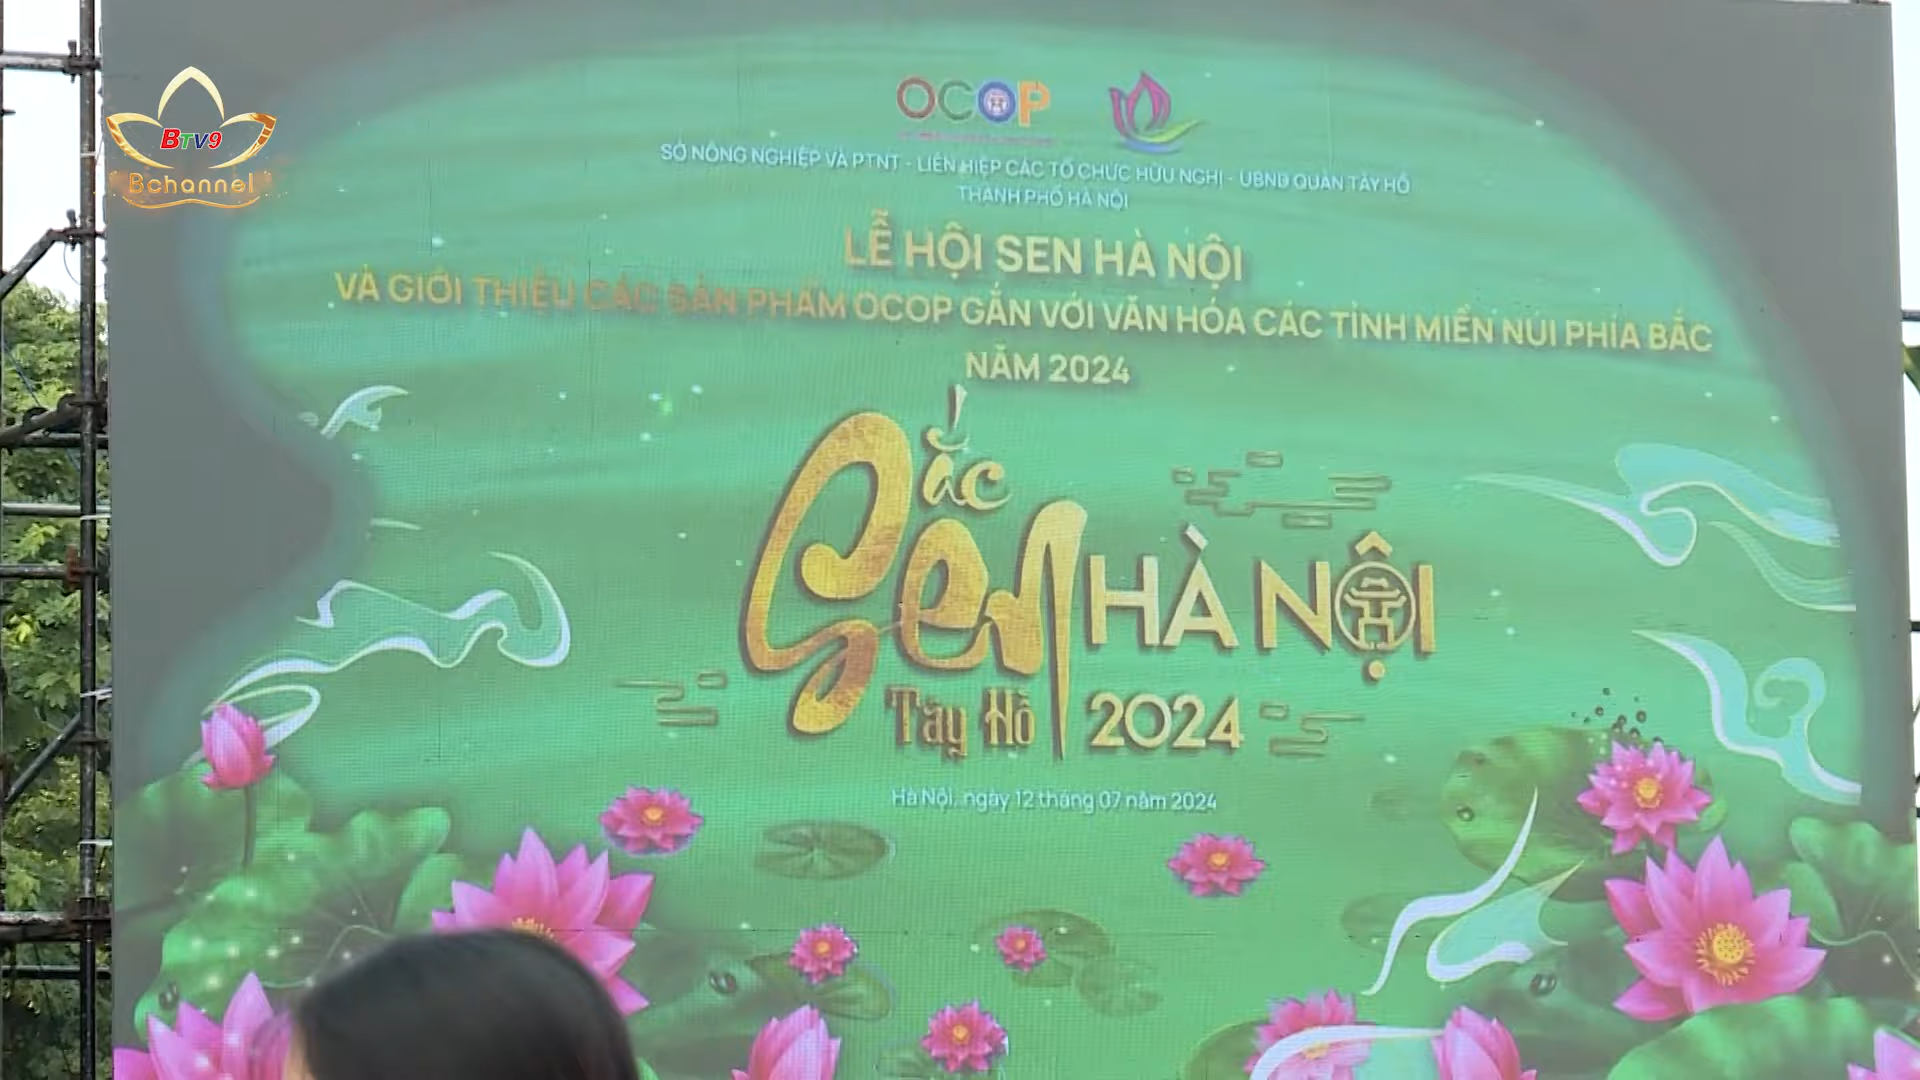 OCOP
BTV9
Bchannel
SỞ NÔNG NGHIỆP VÀ PTNT - LIÊN HIỆP CÁC TỔ CHỨC HỮU NGHỊ - UBND QUẬN TÂY HỒ
THÀNH PHỐ HÀ NỘI
LỄ HỘI SEN HÀ NỘI
VÀ GIỚI THIỆU CÁC SẢN PHẨM OCOP GẮN VỚI VĂN HÓA CÁC TỈNH MIỀN NÚI PHÍA BẮC
NĂM 2024
Sắc
Sen HÀ NỘI
Tây Hồ 2024
Hà Nội, ngày 12 tháng 07 năm 2024